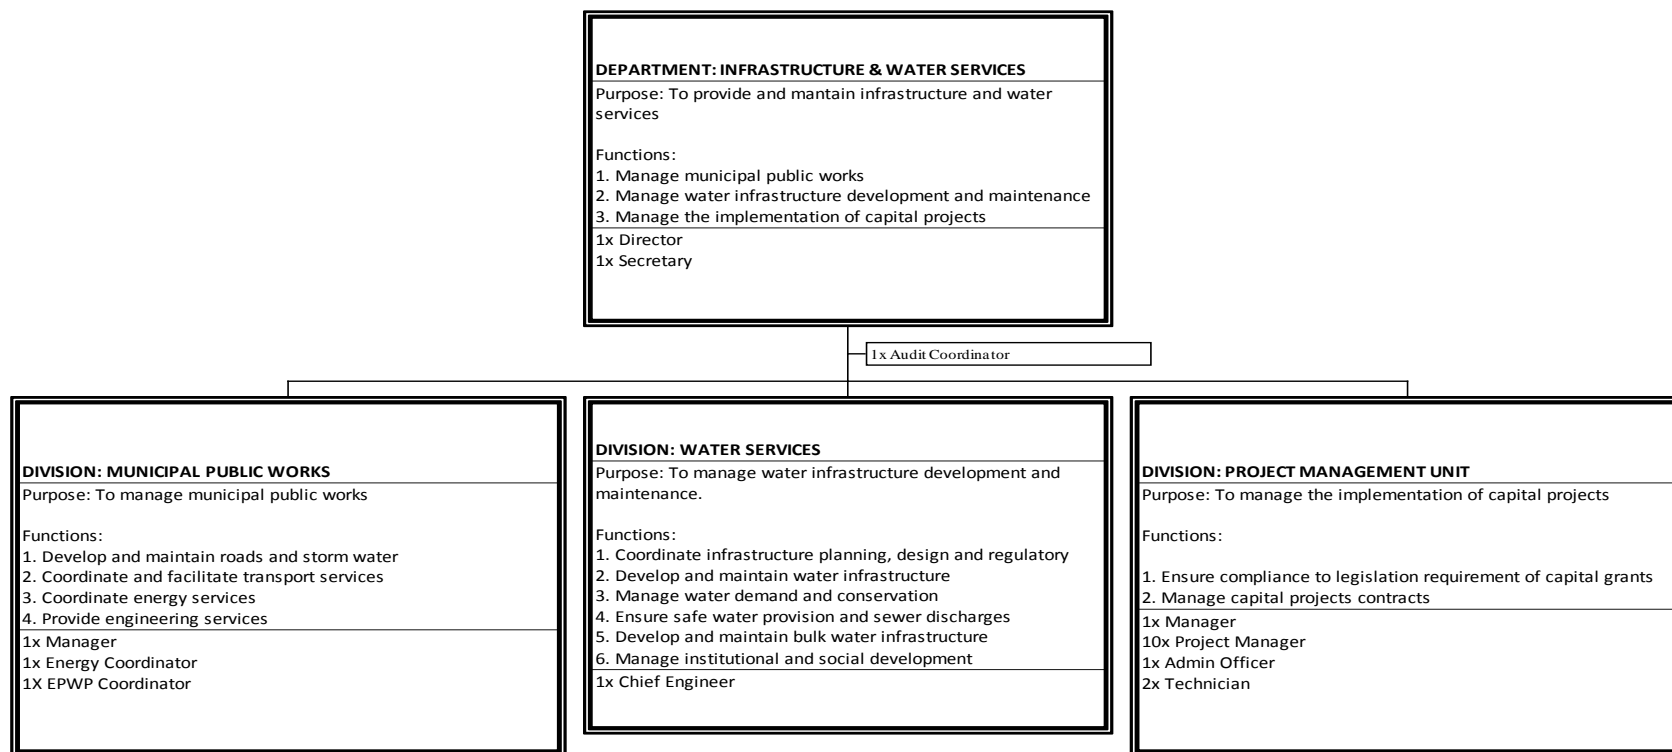 DEPARTMENT: INFRASTRUCTURE & WATER SERVICES
Purpose: To provide and mantain infrastructure and water
services
Functions:
1. Manage municipal public works
2. Manage water infrastructure development and maintenance
3. Manage the implementation of capital projects
1x Director
1x Secretary
1x Audit Coordinator
DIVISION: MUNICIPAL PUBLIC WORKS
Purpose: To manage municipal public works
Functions:
1. Develop and maintain roads and storm water
2. Coordinate and facilitate transport services
3. Coordinate energy services
4. Provide engineering services
1x Manager
1x Energy Coordinator
1X EPWP Coordinator
DIVISION: WATER SERVICES
Purpose: To manage water infrastructure development and
maintenance.
Functions:
1. Coordinate infrastructure planning, design and regulatory
2. Develop and maintain water infrastructure
3. Manage water demand and conservation
4. Ensure safe water provision and sewer discharges
5. Develop and maintain bulk water infrastructure
6. Manage institutional and social development
1x Chief Engineer
DIVISION: PROJECT MANAGEMENT UNIT
Purpose: To manage the implementation of capital projects
Functions:
1. Ensure compliance to legislation requirement of capital grants
2. Manage capital projects contracts
1x Manager
10x Project Manager
1x Admin Officer
2x Technician